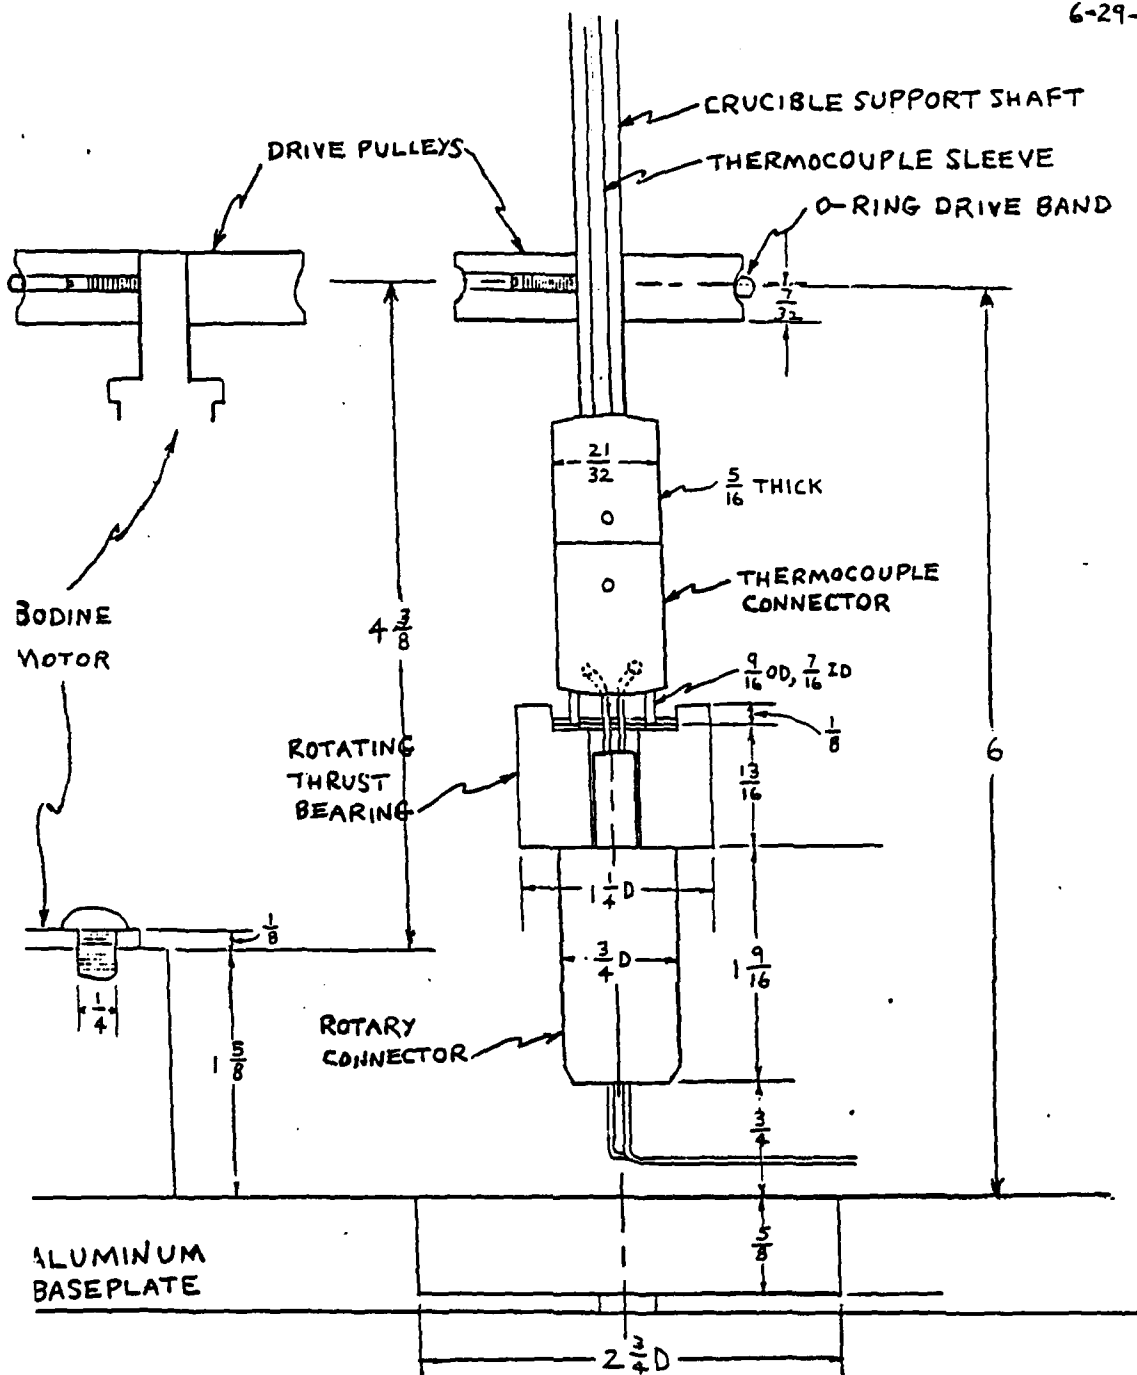 6-29-
CRUCIBLE SUPPORT SHAFT
DRIVE PULLEYS
THERMOCOUPLE SLEEVE
O-RING DRIVE BAND
7/32
21/32
5/16 THICK
THERMOCOUPLE
CONNECTOR
BODINE
MOTOR
4 3/8
9/16 OD, 7/16 ID
1/8
6
ROTATING
THRUST
BEARING
13/16
1 1/4 D
1/8
3/4 D
1 9/16
1/4
ROTARY
CONNECTOR
1 5/8
3/4
5/8
ALUMINUM
BASEPLATE
2 3/4 D